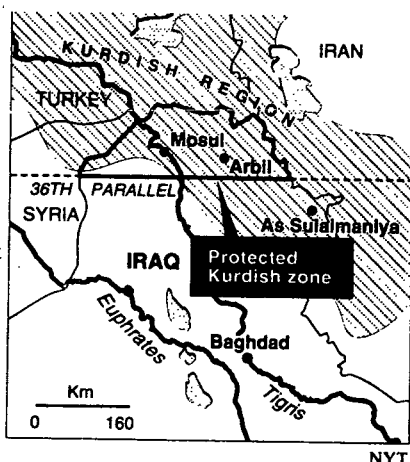 KURDISH REGION
IRAN
TURKEY
Mosul
Arbil
36TH PARALLEL
SYRIA
As Sulaimaniya
Protected
Kurdish zone
IRAQ
Euphrates
Baghdad
Tigris
Km
0 160
NYT